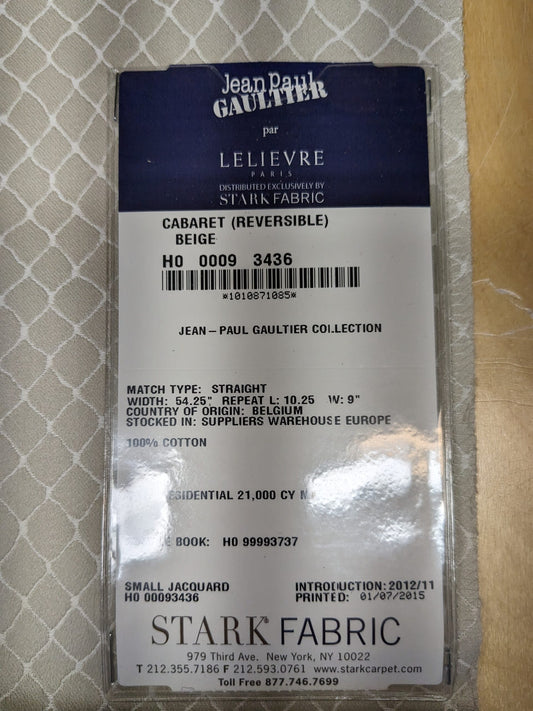 Jean Paul
GAULTIER
par
LELIEVRE
PARIS
DISTRIBUTED EXCLUSIVELY BY
STARK FABRIC
CABARET (REVERSIBLE)
BEIGE
H0 0009 3436
*1010871085*
JEAN-PAUL GAULTIER COLLECTION
MATCH TYPE: STRAIGHT
WIDTH: 54.25" REPEAT L: 10.25 W: 9"
COUNTRY OF ORIGIN: BELGIUM
STOCKED IN: SUPPLIERS WAREHOUSE EUROPE
100% COTTON
21,000 CY
BOOK: H0 99993737
SMALL JACQUARD INTRODUCTION: 2012/11
H0 00093436 PRINTED: 01/07/2015
STARK® FABRIC
979 Third Ave. New York, NY 10022
T 212.355.7186 F 212.593.0761 www.starkcarpet.com
Toll Free 877.746.7699